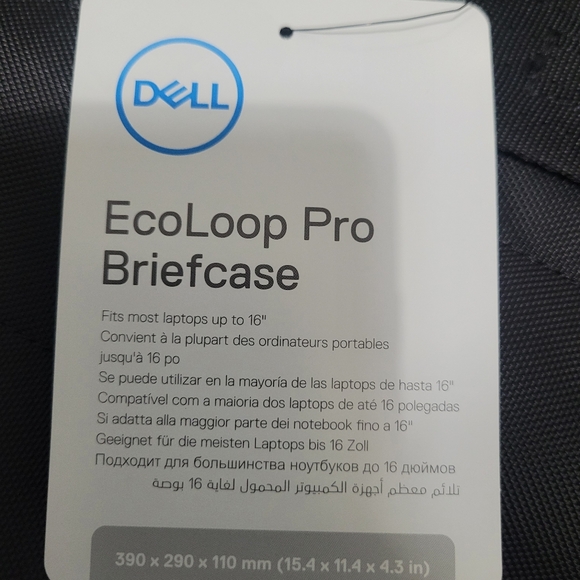 DELL
EcoLoop Pro
Briefcase
Fits most laptops up to 16"
Convient à la plupart des ordinateurs portables
jusqu'à 16 po
Se puede utilizar en la mayoría de las laptops de hasta 16"
Compatível com a maioria dos laptops de até 16 polegadas
Si adatta alla maggior parte dei notebook fino a 16"
Geeignet für die meisten Laptops bis 16 Zoll
Подходит для большинства ноутбуков до 16 дюймов
تلائم معظم أجهزة الكمبيوتر المحمول لغاية 16 بوصة
390 x 290 x 110 mm (15.4 x 11.4 x 4.3 in)